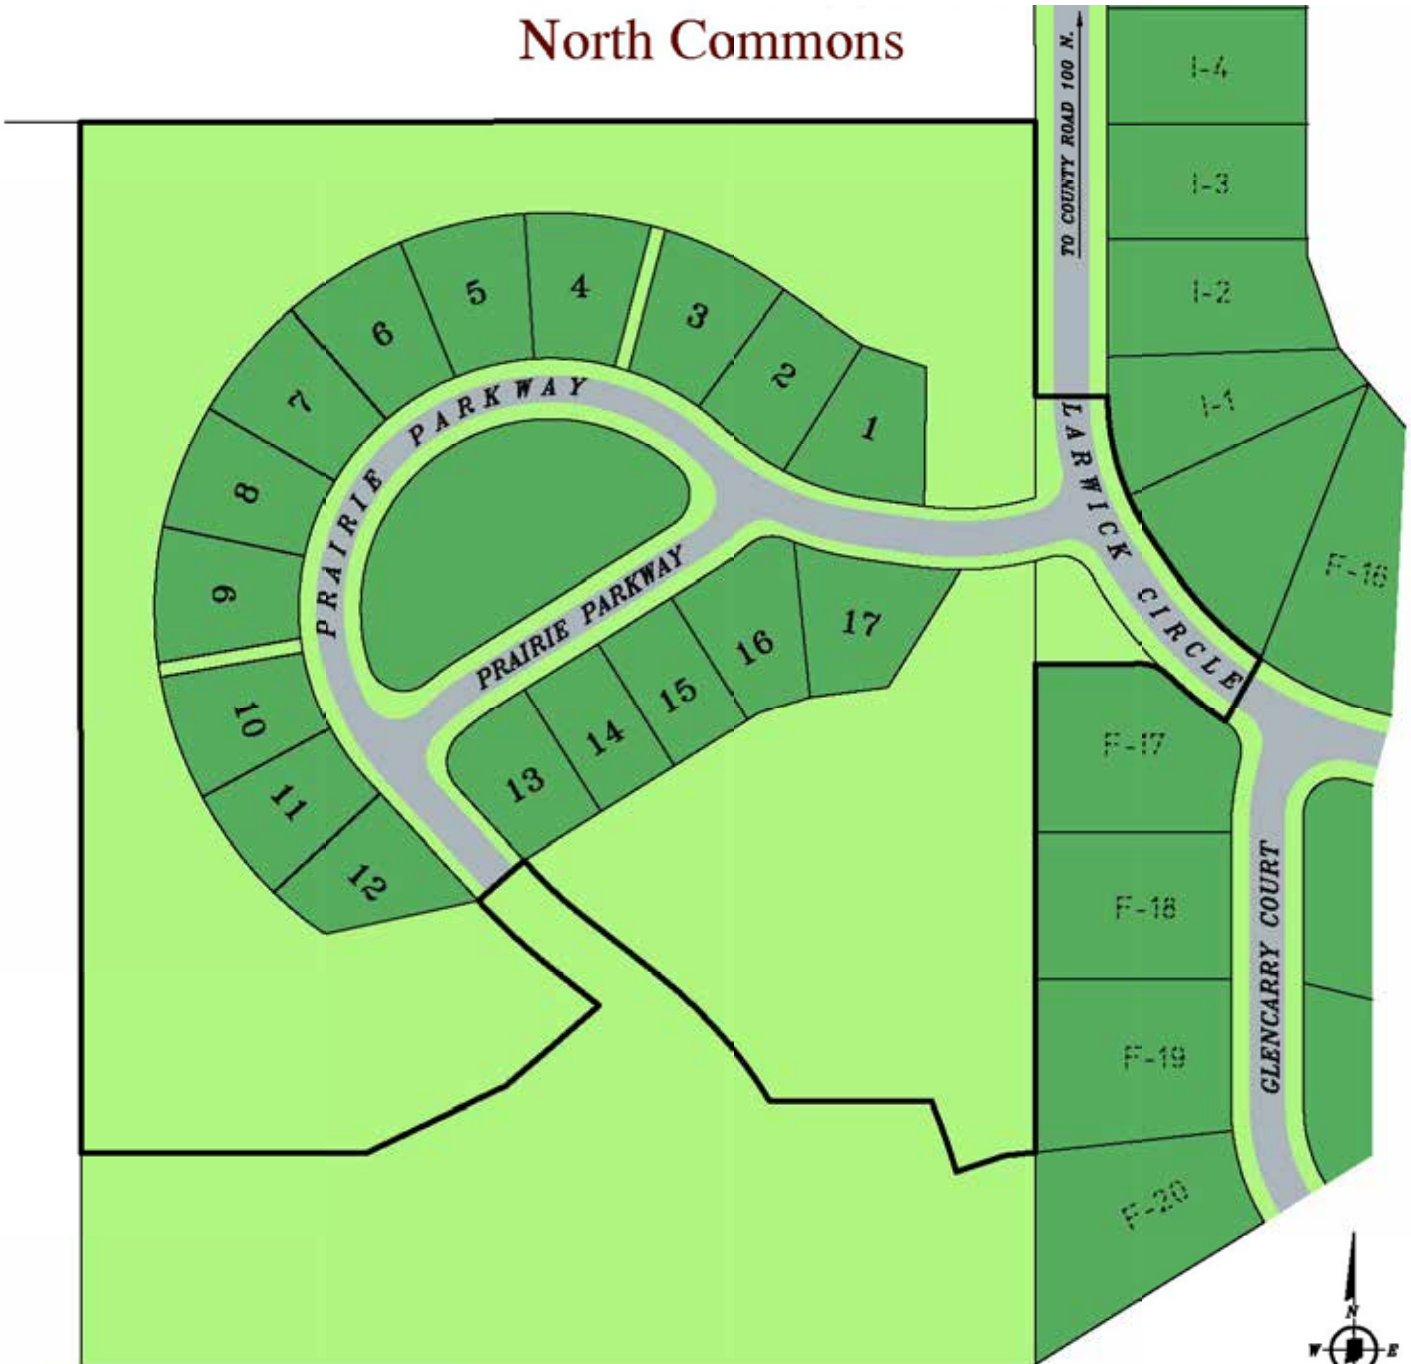 North Commons
TO COUNTY ROAD 100 N.
I-4
I-3
I-2
I-1
F-16
LARWICK CIRCLE
1
2
3
4
5
6
7
8
9
10
11
12
PRAIRIE PARKWAY
PRAIRIE PARKWAY
13
14
15
16
17
F-17
F-18
F-19
F-20
GLENCARRY COURT
N
W E